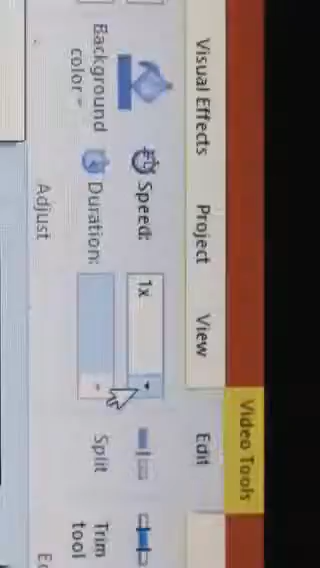 Video Tools
Visual Effects Project View Edit
Speed: 1x
Background color
Duration:
Split
Trim tool
Adjust